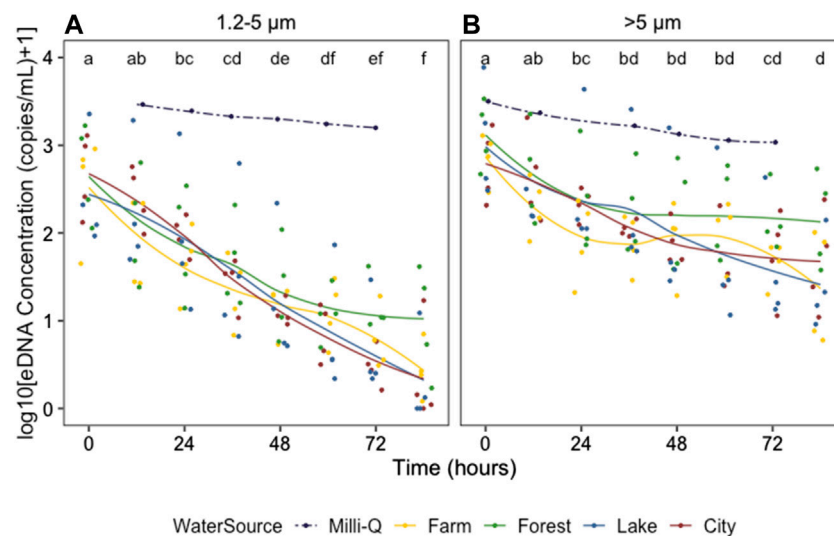 A 1.2-5 µm B >5 µm
4 a ab bc cd de df ef f a ab bc bd bd bd cd d
3
2
1
0
log10[eDNA Concentration (copies/mL)+1]
0 24 48 72 0 24 48 72
Time (hours)
WaterSource Milli-Q Farm Forest Lake City